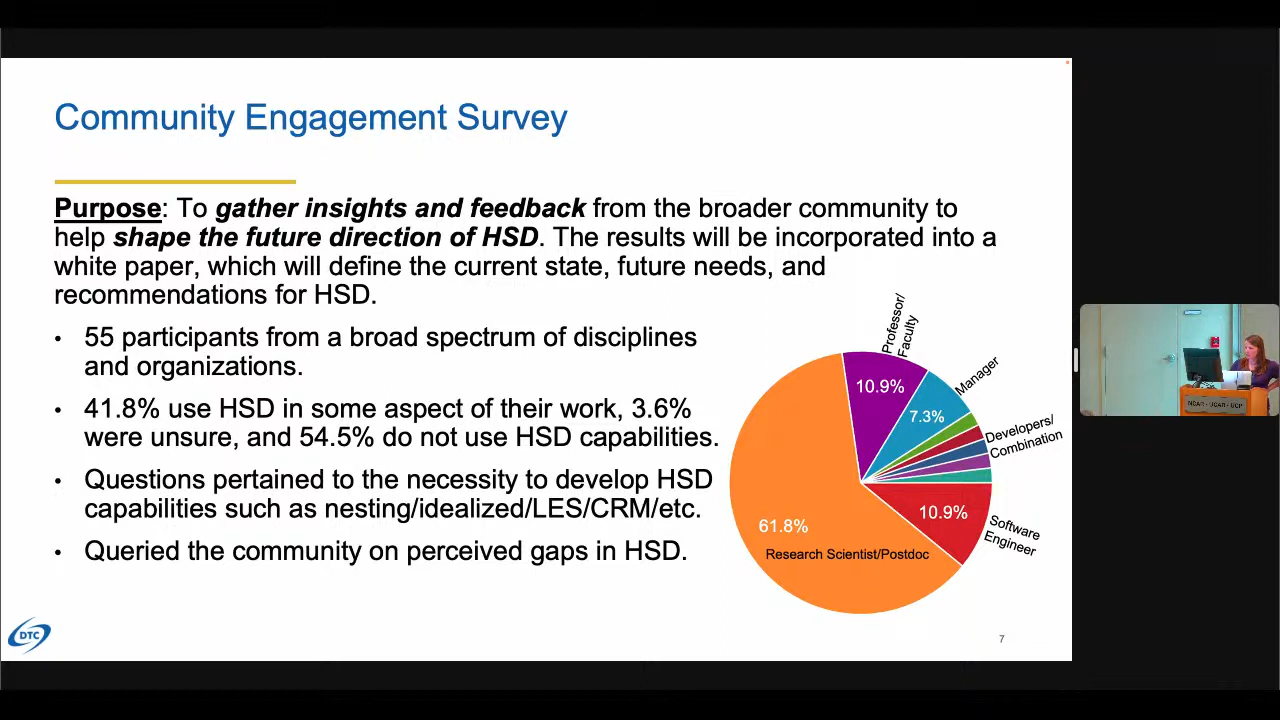 Community Engagement Survey
Purpose: To gather insights and feedback from the broader community to
help shape the future direction of HSD. The results will be incorporated into a
white paper, which will define the current state, future needs, and
recommendations for HSD.
• 55 participants from a broad spectrum of disciplines
and organizations.
• 41.8% use HSD in some aspect of their work, 3.6%
were unsure, and 54.5% do not use HSD capabilities.
• Questions pertained to the necessity to develop HSD
capabilities such as nesting/idealized/LES/CRM/etc.
• Queried the community on perceived gaps in HSD.
Professor/
Faculty
10.9%
Manager
7.3%
Developers/
Combination
10.9%
Software
Engineer
61.8%
Research Scientist/Postdoc
DTC
7
NCAR - UCAR - UCP